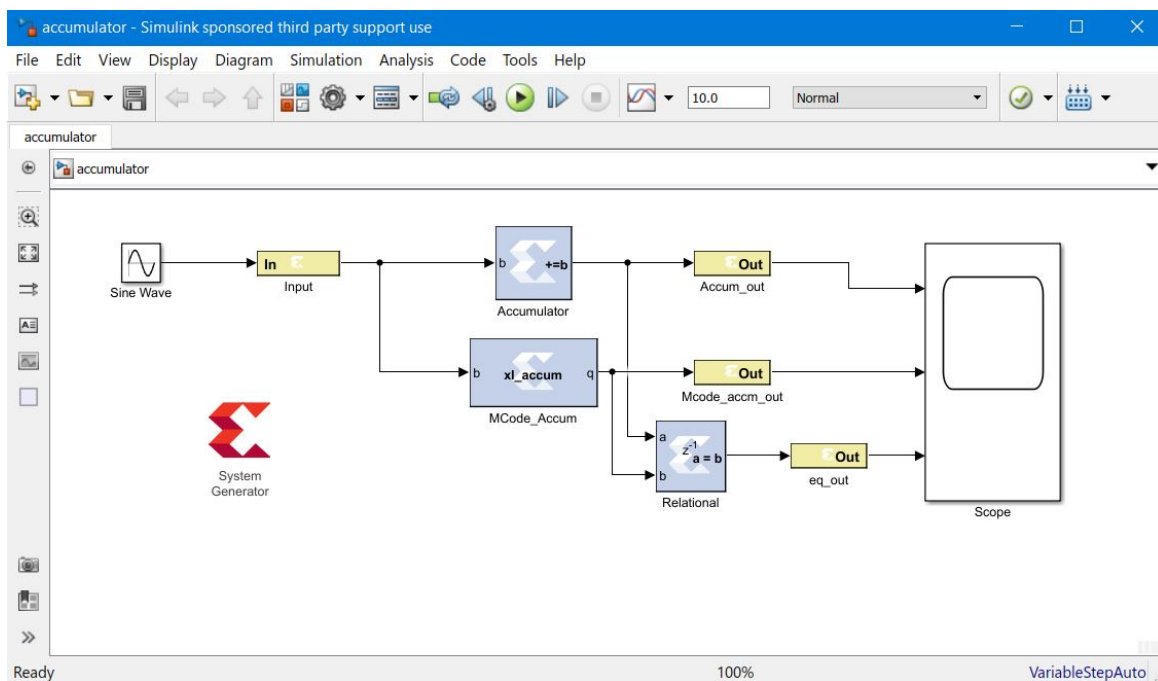 accumulator - Simulink sponsored third party support use
File Edit View Display Diagram Simulation Analysis Code Tools Help
10.0 Normal
accumulator
accumulator
Sine Wave
In
Input
b +=b
Accumulator
Out
Accum_out
b xl_accum q
MCode_Accum
Out
Mcode_accm_out
a
z-1
a = b
b
Relational
Out
eq_out
Scope
System
Generator
Ready 100% VariableStepAuto